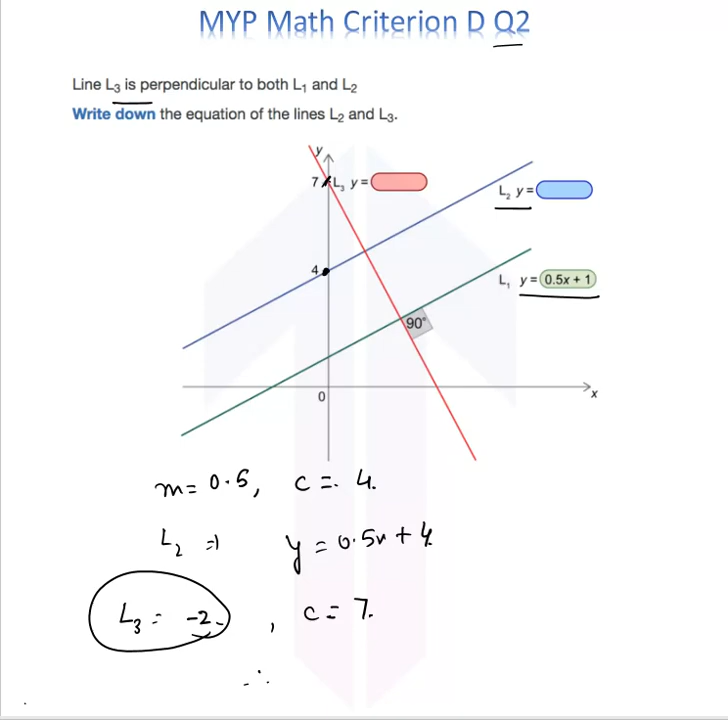 MYP Math Criterion D Q2
Line L₃ is perpendicular to both L₁ and L₂
Write down the equation of the lines L₂ and L₃.
y
7 L₃ y =
L₂ y =
4
L₁ y = 0.5x + 1
90°
0
x
m = 0.5, c = 4.
L₂ ⇒ y = 0.5x + 4
L₃ = -2, c = 7.
∴